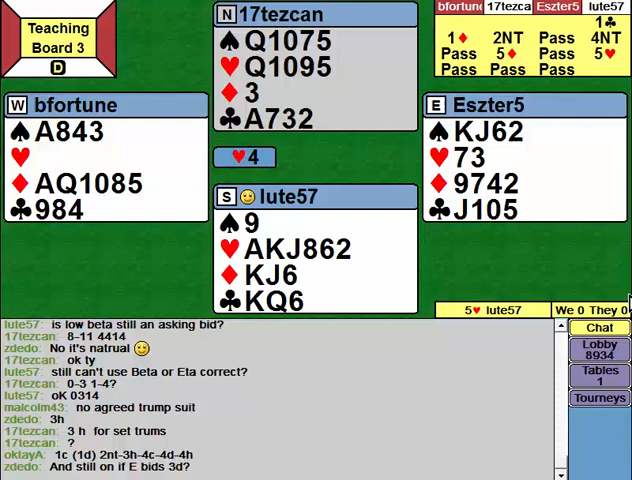 Teaching
Board 3
D
N 17tezcan
♠Q1075
♥Q1095
♦3
♣A732
bfortune 17tezca Eszter5 lute57
1♣
1♦ 2NT Pass 4NT
Pass 5♦ Pass 5♥
Pass Pass Pass
W bfortune
♠A843
♥
♦AQ1085
♣984
♥4
E Eszter5
♠KJ62
♥73
♦9742
♣J105
S lute57
♠9
♥AKJ862
♦KJ6
♣KQ6
5♥ lute57 We 0 They 0
lute57: is low beta still an asking bid?
17tezcan: 8-11 4414
zdedo: No it's natrual
17tezcan: ok ty
lute57: still can't use Beta or Eta correct?
17tezcan: 0-3 1-4?
lute57: oK 0314
malcolm43: no agreed trump suit
zdedo: 3h
17tezcan: 3 h for set trums
17tezcan: ?
oktayA: 1c (1d) 2nt-3h-4c-4d-4h
zdedo: And still on if E bids 3d?
Chat
Lobby
8934
Tables
1
Tourneys